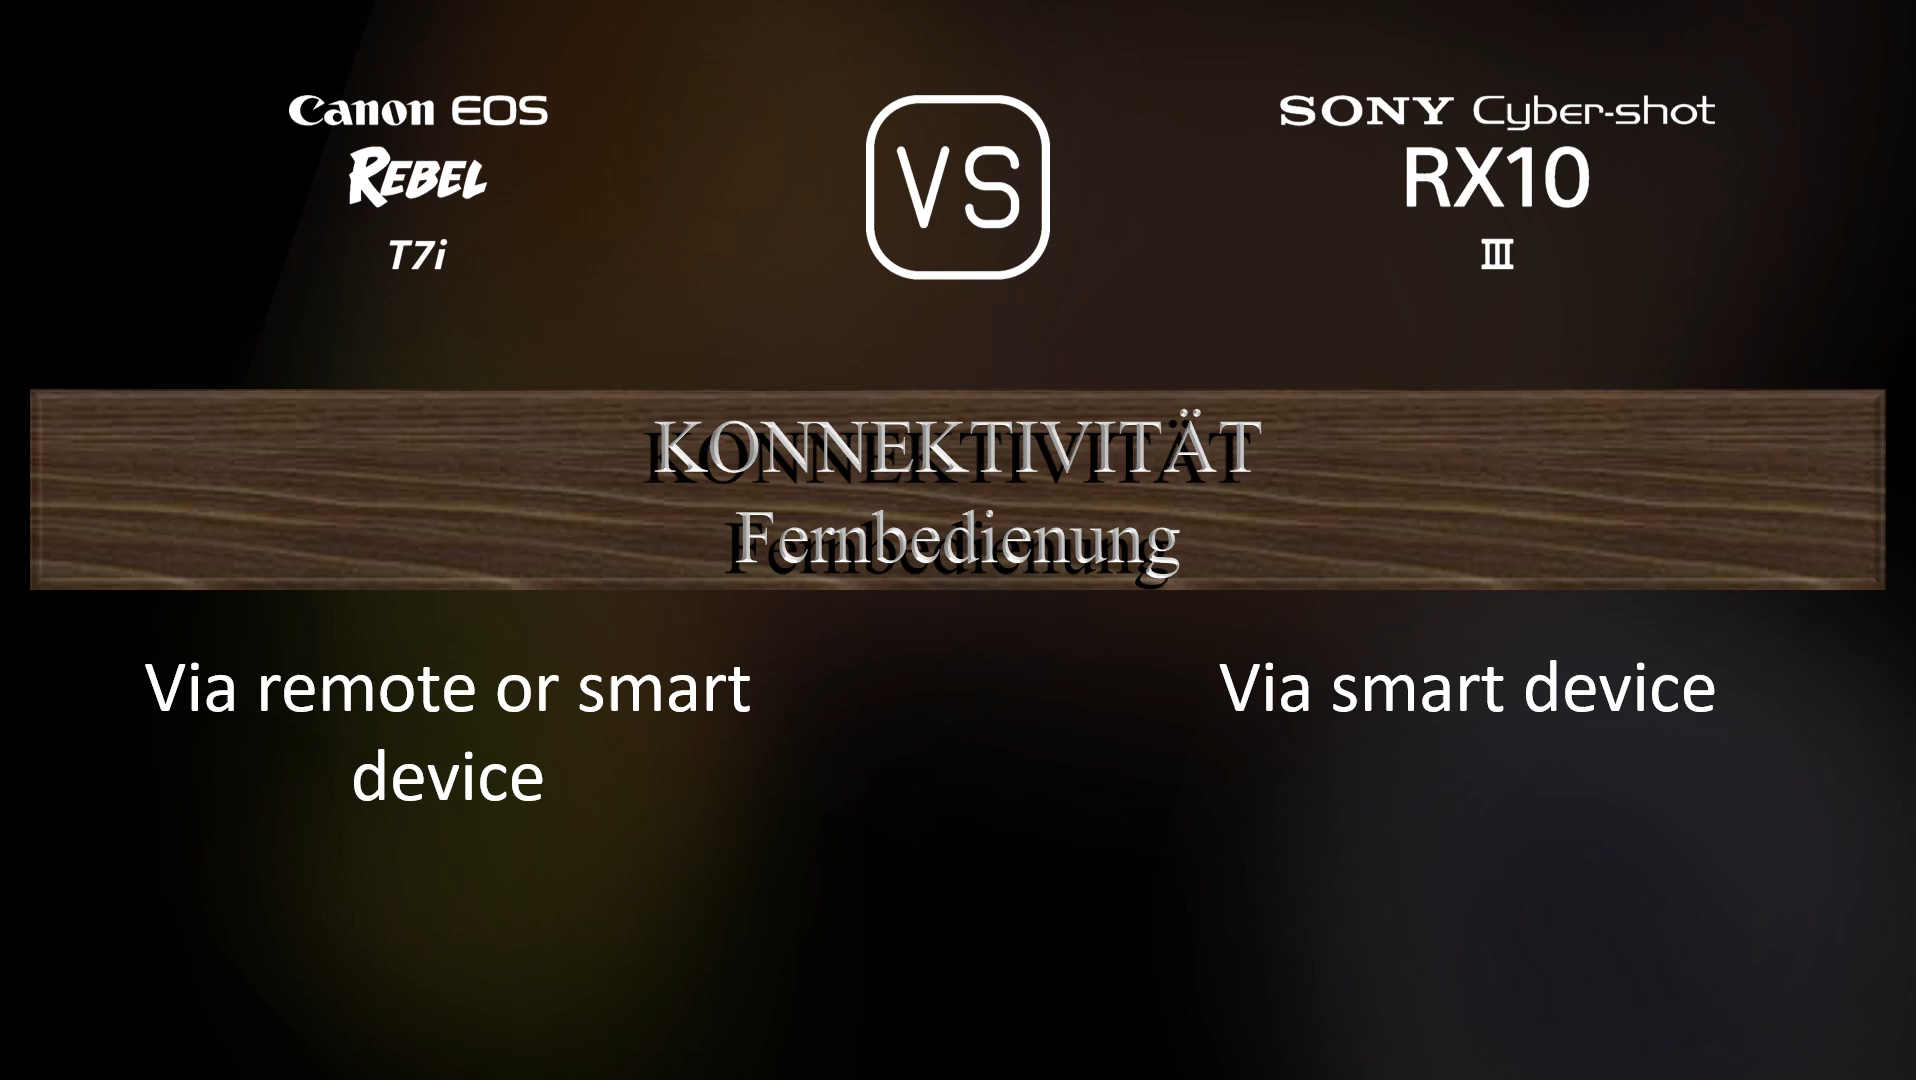 Canon EOS
REBEL
T7i
VS
SONY Cyber-shot
RX10
III
KONNEKTIVITÄT
Fernbedienung
Via remote or smart
device
Via smart device